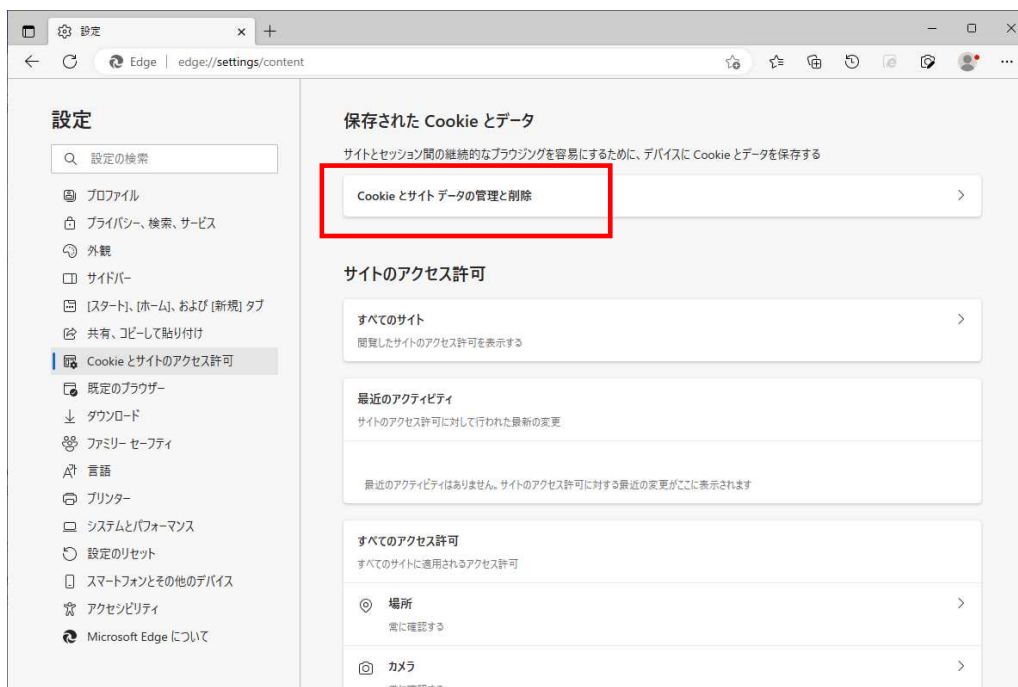 設定
Edge | edge://settings/content
設定
設定の検索
プロファイル
プライバシー、検索、サービス
外観
サイドバー
[スタート]、[ホーム]、および [新規] タブ
共有、コピーして貼り付け
Cookie とサイトのアクセス許可
既定のブラウザー
ダウンロード
ファミリー セーフティ
言語
プリンター
システムとパフォーマンス
設定のリセット
スマートフォンとその他のデバイス
アクセシビリティ
Microsoft Edge について
保存された Cookie とデータ
サイトとセッション間の継続的なブラウジングを容易にするために、デバイスに Cookie とデータを保存する
Cookie とサイト データの管理と削除
サイトのアクセス許可
すべてのサイト
閲覧したサイトのアクセス許可を表示する
最近のアクティビティ
サイトのアクセス許可に対して行われた最新の変更
最近のアクティビティはありません。サイトのアクセス許可に対する最近の変更がここに表示されます
すべてのアクセス許可
すべてのサイトに適用されるアクセス許可
場所
常に確認する
カメラ